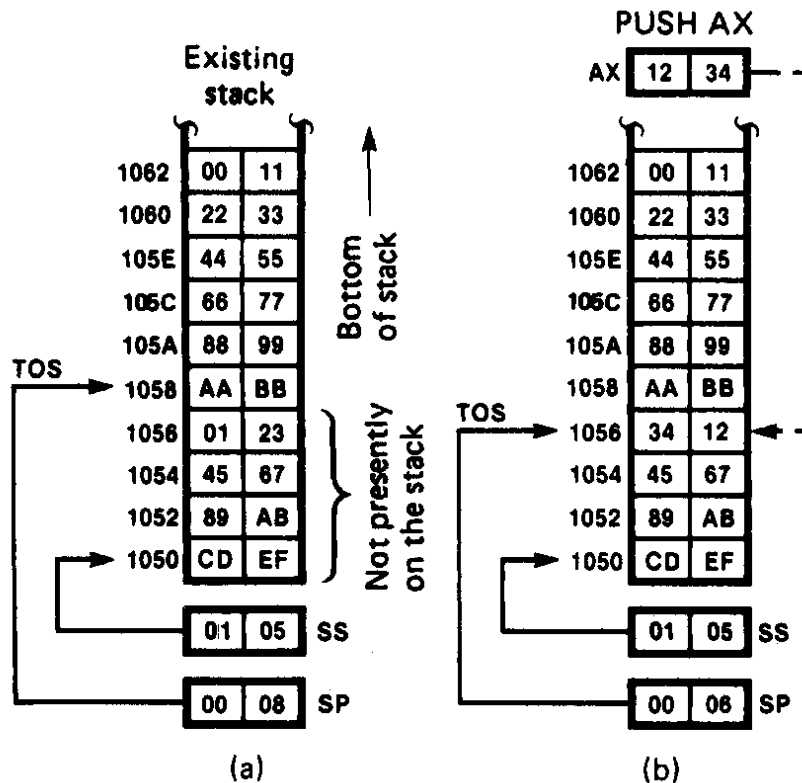 Existing
stack
1062 00 11
1060 22 33
105E 44 55
105C 66 77
105A 88 99
TOS
1058 AA BB
1056 01 23
1054 45 67
1052 89 AB
1050 CD EF
Bottom
of stack
Not presently
on the stack
01 05 SS
00 08 SP
(a)
PUSH AX
AX 12 34
1062 00 11
1060 22 33
105E 44 55
105C 66 77
105A 88 99
1058 AA BB
TOS
1056 34 12
1054 45 67
1052 89 AB
1050 CD EF
01 05 SS
00 06 SP
(b)